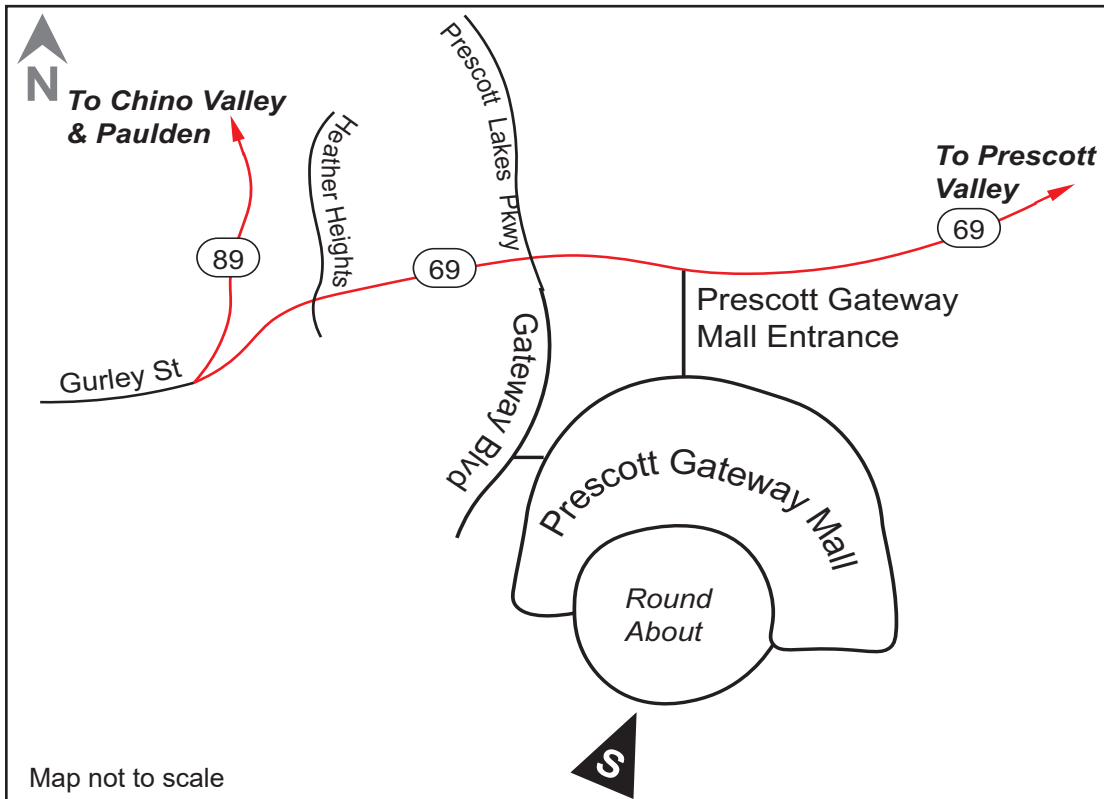 N
To Chino Valley
& Paulden
Heather Heights
Prescott Lakes Pkwy
To Prescott
Valley
89
69
69
Prescott Gateway
Mall Entrance
Gurley St
Gateway Blvd
Prescott Gateway Mall
Round
About
S
Map not to scale